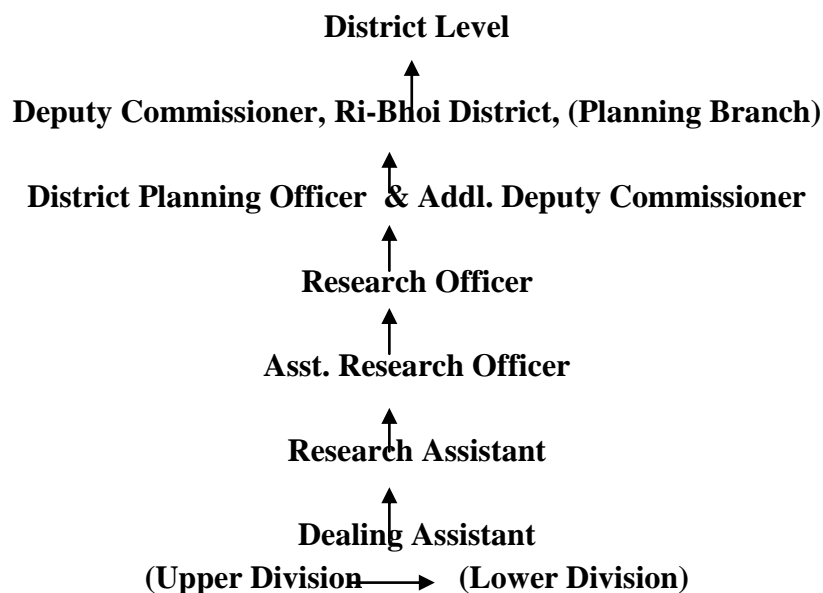 District Level
Deputy Commissioner, Ri-Bhoi District, (Planning Branch)
District Planning Officer & Addl. Deputy Commissioner
Research Officer
Asst. Research Officer
Research Assistant
Dealing Assistant
(Upper Division (Lower Division)